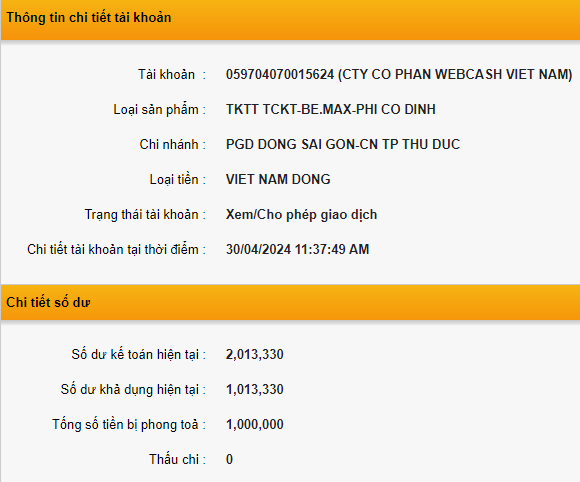 Thông tin chi tiết tài khoản
Tài khoản : 059704070015624 (CTY CO PHAN WEBCASH VIET NAM)
Loại sản phẩm : TKTT TCKT-BE.MAX-PHI CO DINH
Chi nhánh : PGD DONG SAI GON-CN TP THU DUC
Loại tiền : VIET NAM DONG
Trạng thái tài khoản : Xem/Cho phép giao dịch
Chi tiết tài khoản tại thời điểm : 30/04/2024 11:37:49 AM
Chi tiết số dư
Số dư kế toán hiện tại : 2,013,330
Số dư khả dụng hiện tại : 1,013,330
Tổng số tiền bị phong toả : 1,000,000
Thấu chi : 0